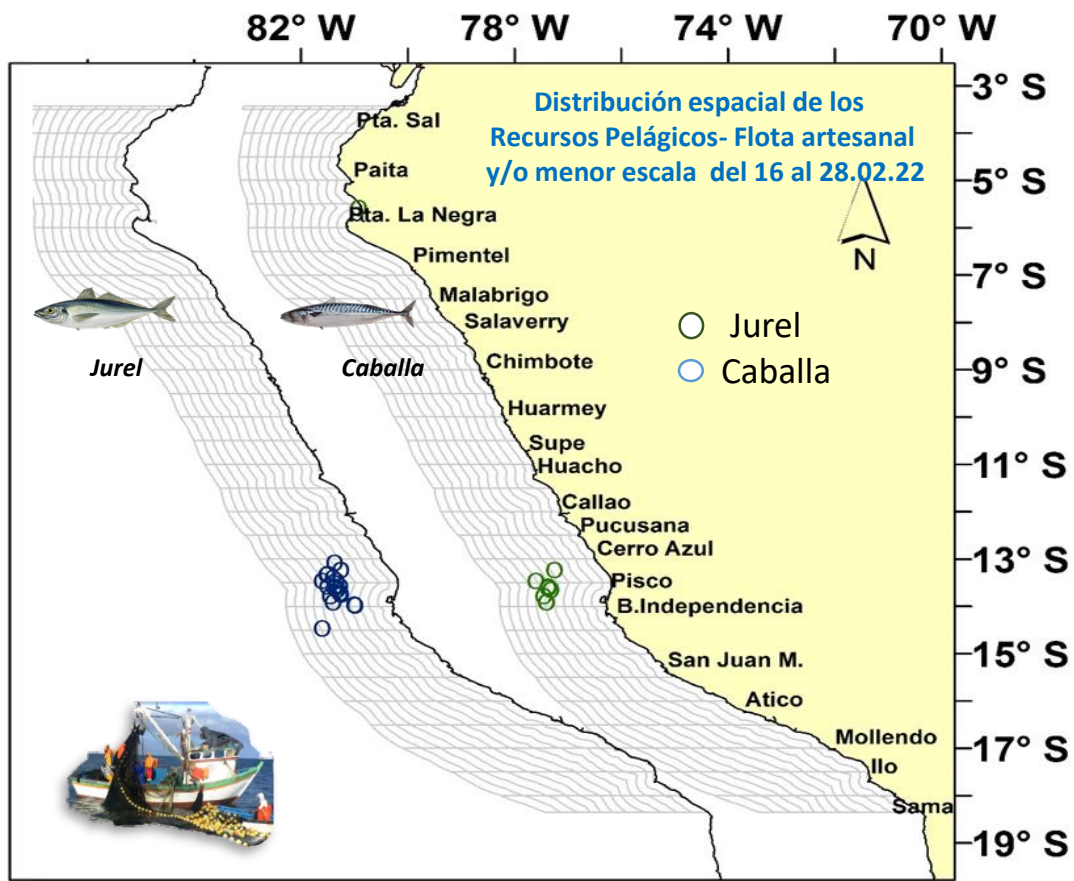 82° W 78° W 74° W 70° W
Distribución espacial de los
Recursos Pelágicos- Flota artesanal
y/o menor escala del 16 al 28.02.22
3° S
Pta. Sal
Paita
5° S
Pta. La Negra
Pimentel
N
7° S
Malabrigo
Salaverry
Jurel
Caballa
Jurel
Caballa
Chimbote
9° S
Huarmey
Supe
Huacho
11° S
Callao
Pucusana
Cerro Azul
13° S
Pisco
B.Independencia
San Juan M.
15° S
Atico
Mollendo
17° S
Ilo
Sama
19° S